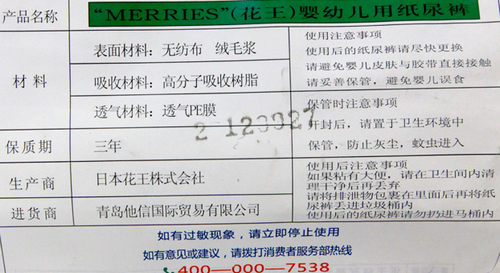 产品名称 “MERRIES”(花王)婴幼儿用纸尿裤
材料
表面材料：无纺布 绒毛浆
吸收材料：高分子吸收树脂
透气材料：透气PE膜
保质期 三年
生产商 日本花王株式会社
进货商 青岛他信国际贸易有限公司
使用注意事项
使用后的纸尿裤请尽快更换
请避免婴儿皮肤与胶带直接接触
请妥善保管，避免婴儿误食
保管时注意事项
开封后，请置于卫生环境中
保管，防止灰尘，蚊虫进入
使用后注意事项
如果粘有大便，请在卫生间内清
理干净后再丢弃
请将排泄物包裹在里面后再将纸
尿裤丢进垃圾桶内
使用后的纸尿裤请勿扔进马桶内
如有过敏现象，请立即停止使用
如有意见或建议，请拨打消费者服务部热线
400—000—7538